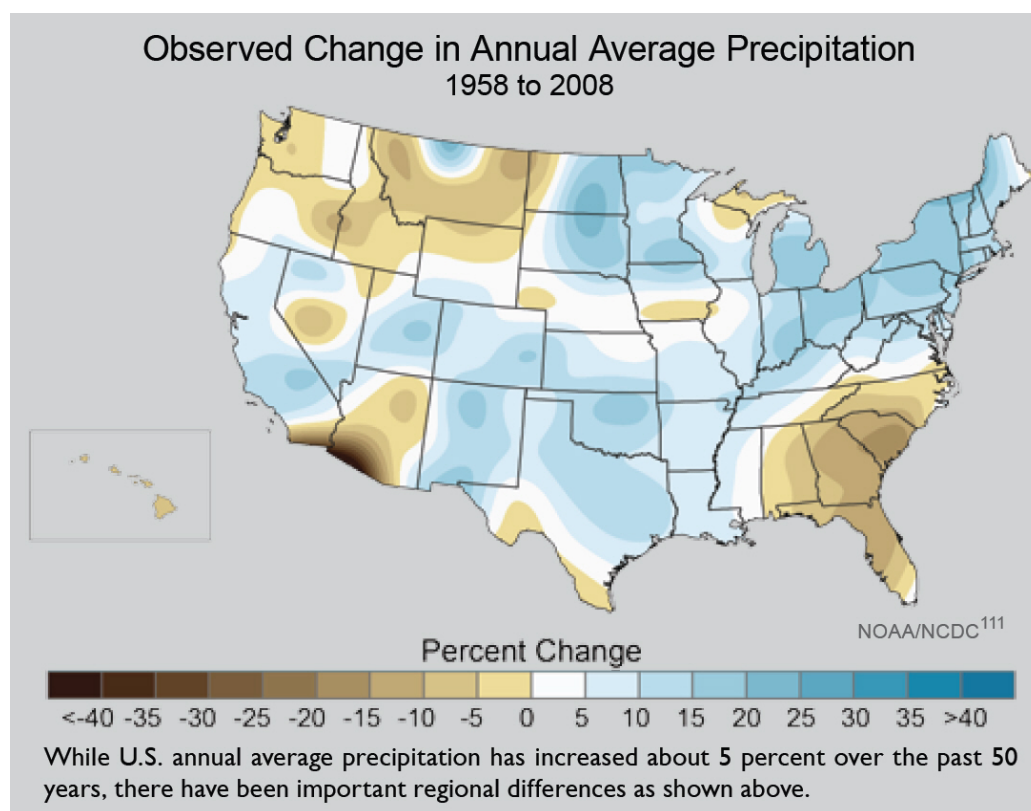 Observed Change in Annual Average Precipitation
1958 to 2008
NOAA/NCDC111
Percent Change
<-40 -35 -30 -25 -20 -15 -10 -5 0 5 10 15 20 25 30 35 >40
While U.S. annual average precipitation has increased about 5 percent over the past 50
years, there have been important regional differences as shown above.